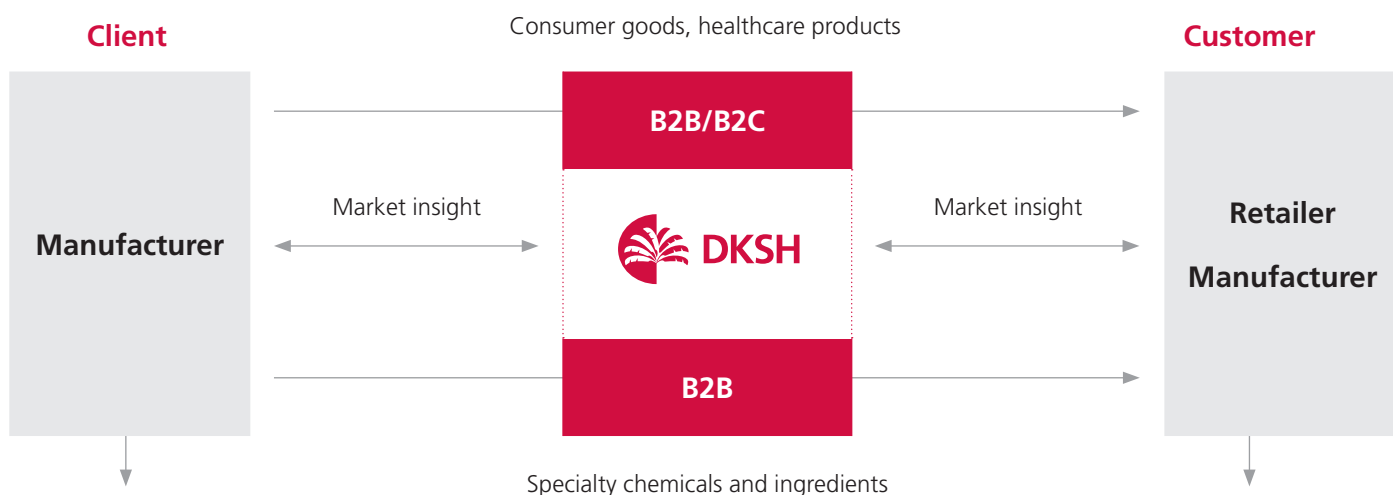 Client
Consumer goods, healthcare products
Customer
B2B/B2C
Market insight
Market insight
Manufacturer
DKSH
Retailer
Manufacturer
B2B
Specialty chemicals and ingredients